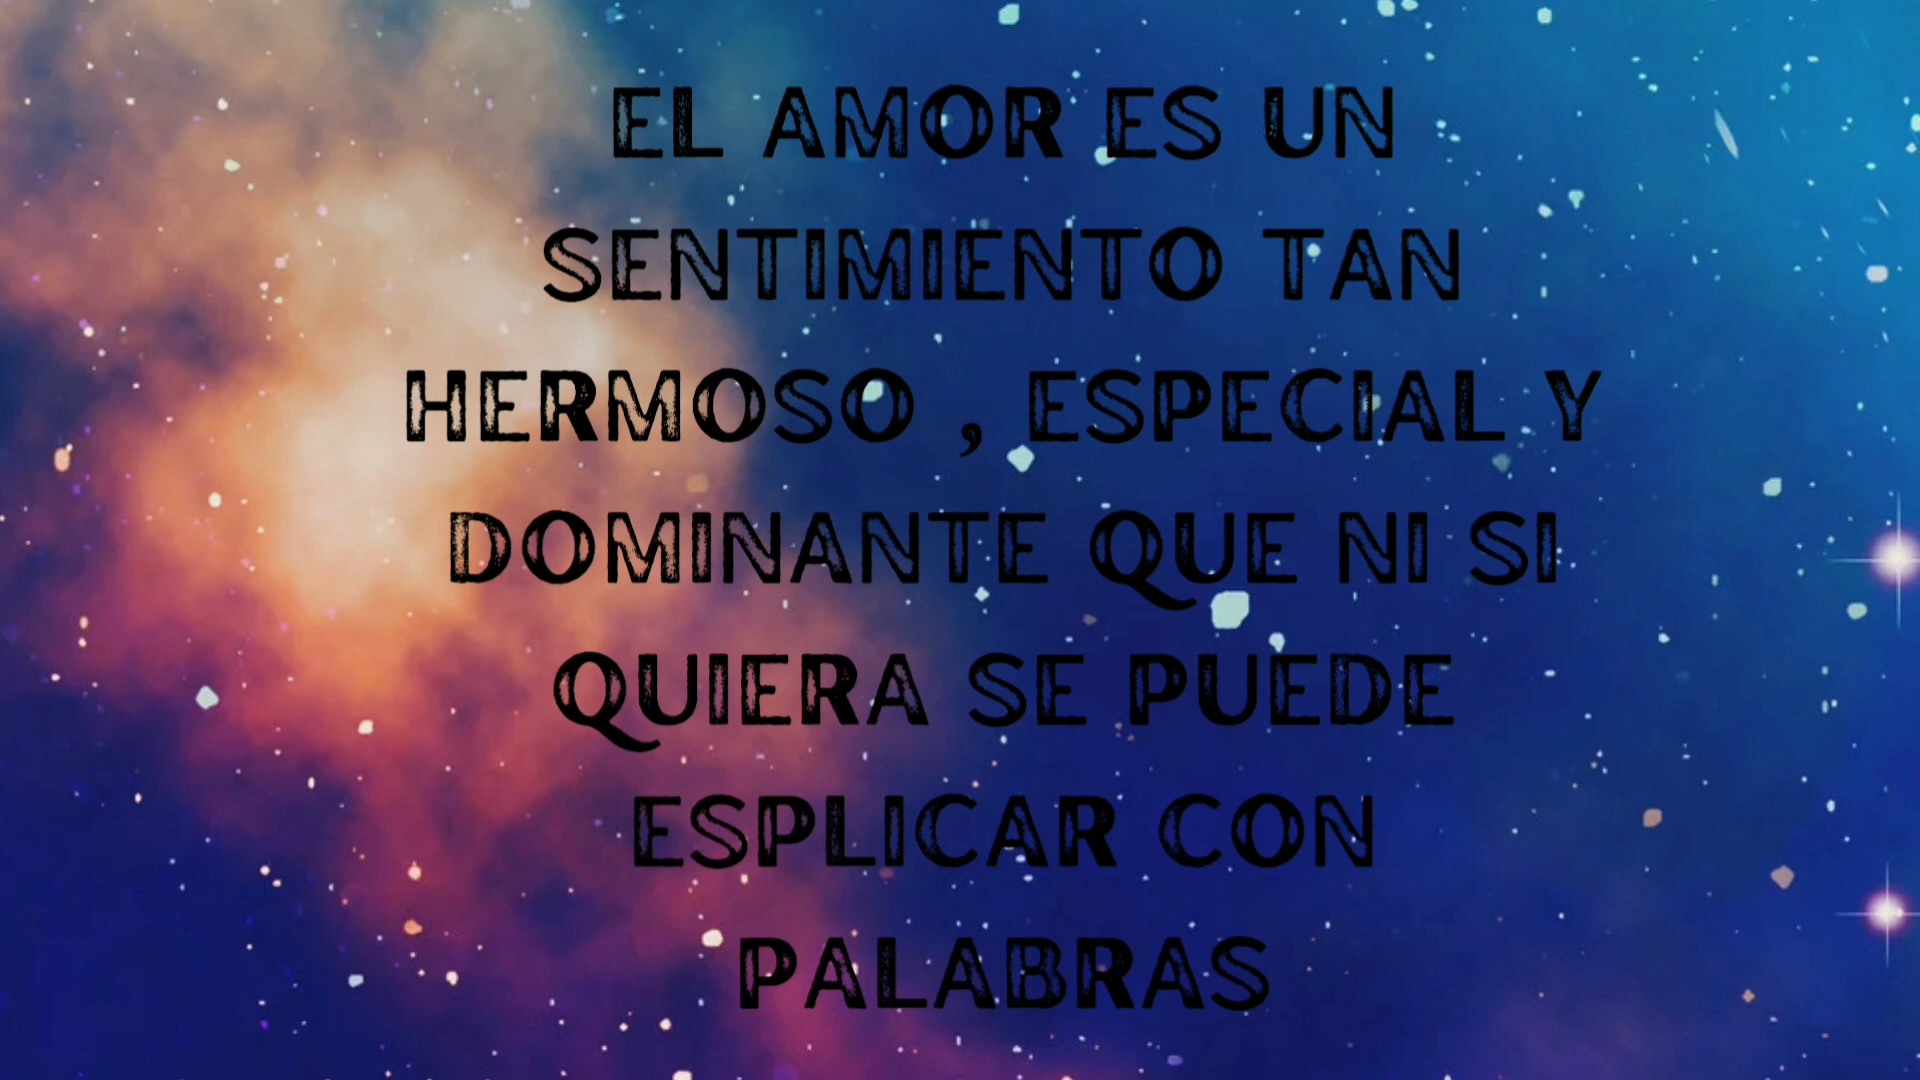 EL AMOR ES UN
SENTIMIENTO TAN
HERMOSO , ESPECIAL Y
DOMINANTE QUE NI SI
QUIERA SE PUEDE
ESPLICAR CON
PALABRAS